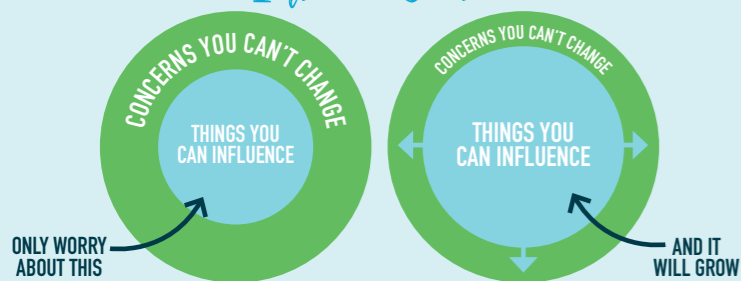 CONCERNS YOU CAN'T CHANGE
THINGS YOU
CAN INFLUENCE
ONLY WORRY
ABOUT THIS
CONCERNS YOU CAN'T CHANGE
THINGS YOU
CAN INFLUENCE
AND IT
WILL GROW